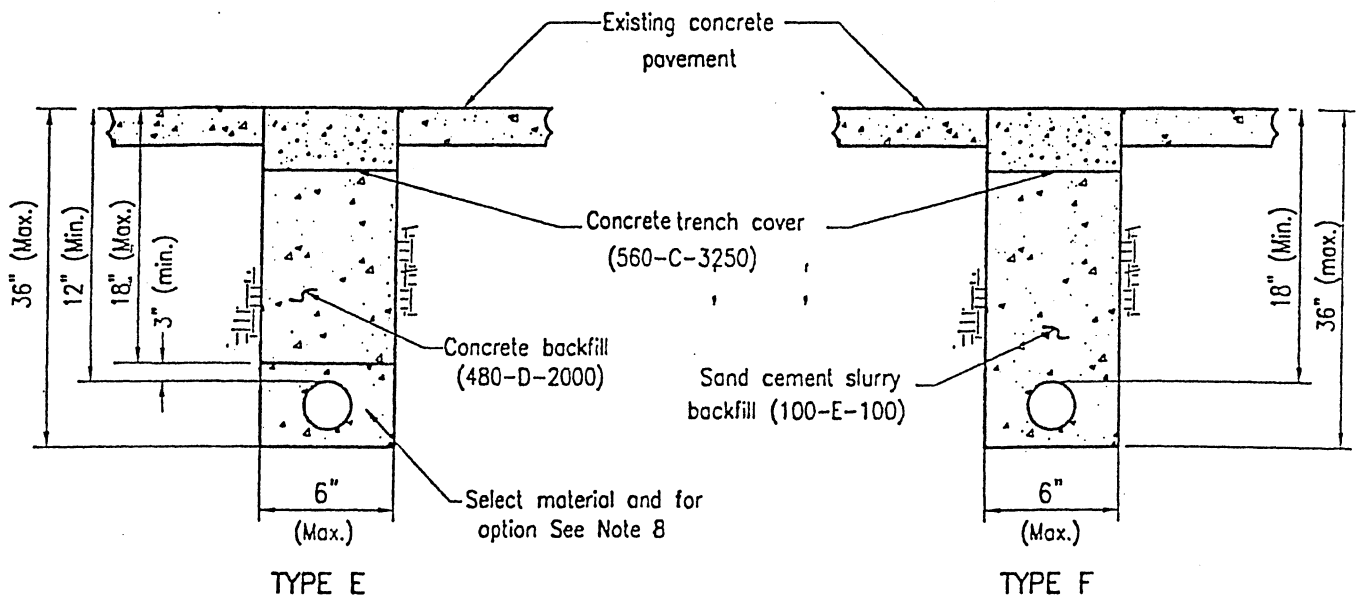 Existing concrete
pavement
36" (Max.)
12" (Min.)
18" (Max.)
3" (min.)
Concrete trench cover
(560-C-3250)
18" (Min.)
36" (max.)
Concrete backfill
(480-D-2000)
Sand cement slurry
backfill (100-E-100)
6"
(Max.)
Select material and for
option See Note 8
6"
(Max.)
TYPE E
TYPE F